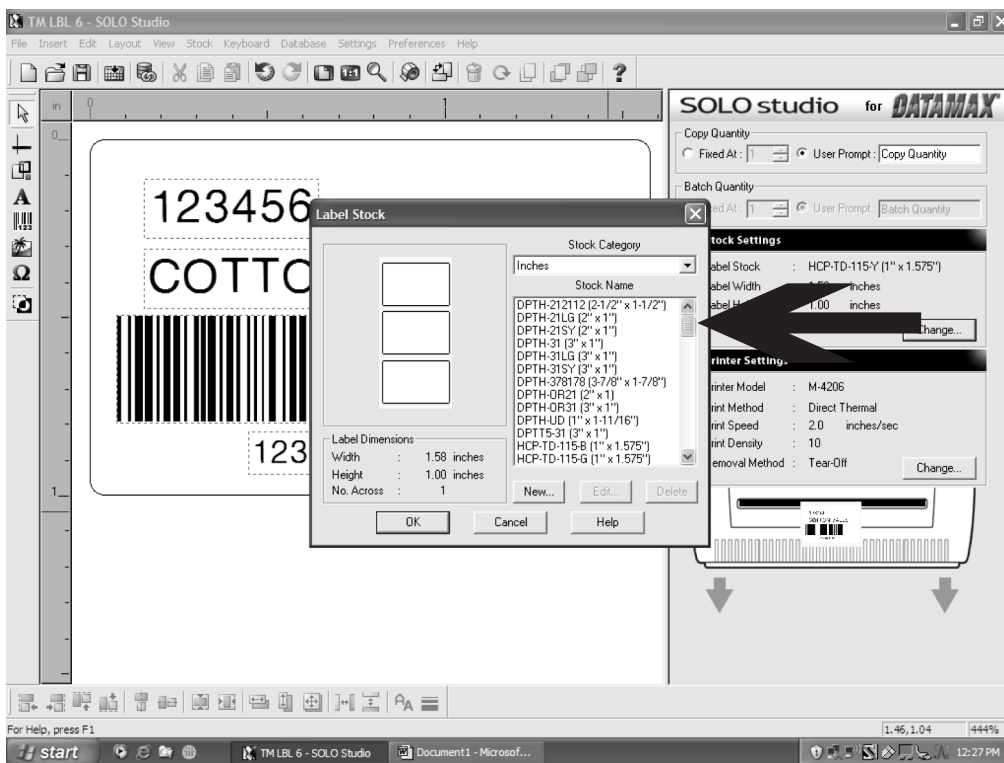 TM LBL 6 - SOLO Studio
File Insert Edit Layout View Stock Keyboard Database Settings Preferences Help
in 0 1
0
1
123456
COTTO
123
SOLO studio for DATAMAX
Copy Quantity
Fixed At : 1 User Prompt : Copy Quantity
Batch Quantity
ed At : 1 User Prompt : Batch Quantity
tock Settings
abel Stock : HCP-TD-115-Y (1" x 1.575")
abel Width inches
abel H 1.00 inches
Change...
rinter Settings
rinter Model : M-4206
rint Method : Direct Thermal
rint Speed : 2.0 inches/sec
rint Density : 10
emoval Method : Tear-Off
Change...
Label Stock
Stock Category
Inches
Stock Name
DPTH-212112 (2-1/2" x 1-1/2")
DPTH-21LG (2" x 1")
DPTH-21SY (2" x 1")
DPTH-31 (3" x 1")
DPTH-31LG (3" x 1")
DPTH-31SY (3" x 1")
DPTH-378178 (3-7/8" x 1-7/8")
DPTH-OR21 (2" x 1)
DPTH-OR31 (3" x 1")
DPTH-UD (1" x 1-11/16")
DPTT5-31 (3" x 1")
HCP-TD-115-B (1" x 1.575")
HCP-TD-115-G (1" x 1.575")
Label Dimensions
Width : 1.58 inches
Height : 1.00 inches
No. Across : 1
New... Edit... Delete
OK Cancel Help
For Help, press F1
1.46,1.04 444%
start TM LBL 6 - SOLO Studio Document1 - Microsof... 12:27 PM